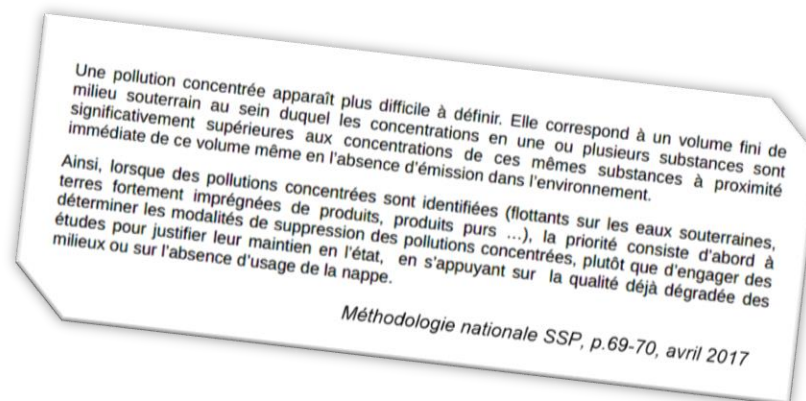 Une pollution concentrée apparaît plus difficile à définir. Elle correspond à un volume fini de
milieu souterrain au sein duquel les concentrations en une ou plusieurs substances sont
significativement supérieures aux concentrations de ces mêmes substances à proximité
immédiate de ce volume même en l'absence d'émission dans l'environnement.
Ainsi, lorsque des pollutions concentrées sont identifiées (flottants sur les eaux souterraines,
terres fortement imprégnées de produits, produits purs ...), la priorité consiste d'abord à
déterminer les modalités de suppression des pollutions concentrées, plutôt que d'engager des
études pour justifier leur maintien en l'état, en s'appuyant sur la qualité déjà dégradée des
milieux ou sur l'absence d'usage de la nappe.
Méthodologie nationale SSP, p.69-70, avril 2017